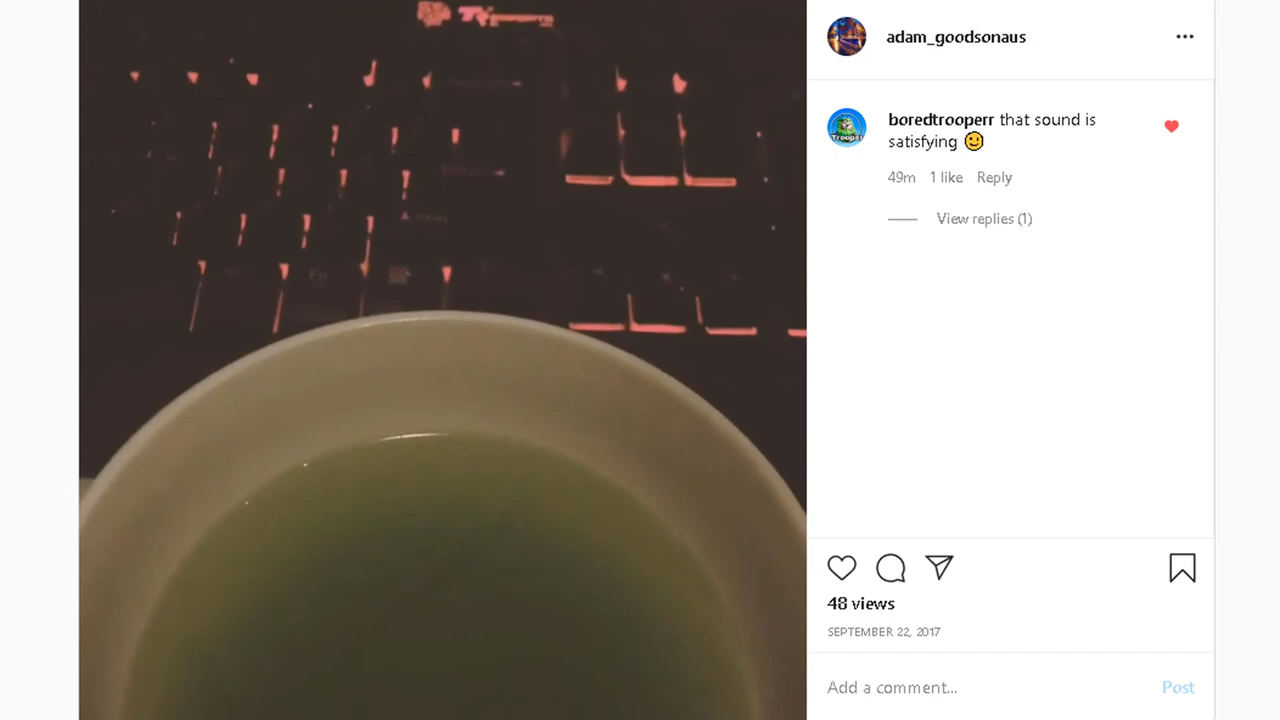 adam_goodsonaus
boredtrooperr that sound is
satisfying 🙂
49m 1 like Reply
View replies (1)
Trooper
48 views
SEPTEMBER 22, 2017
Add a comment...
Post